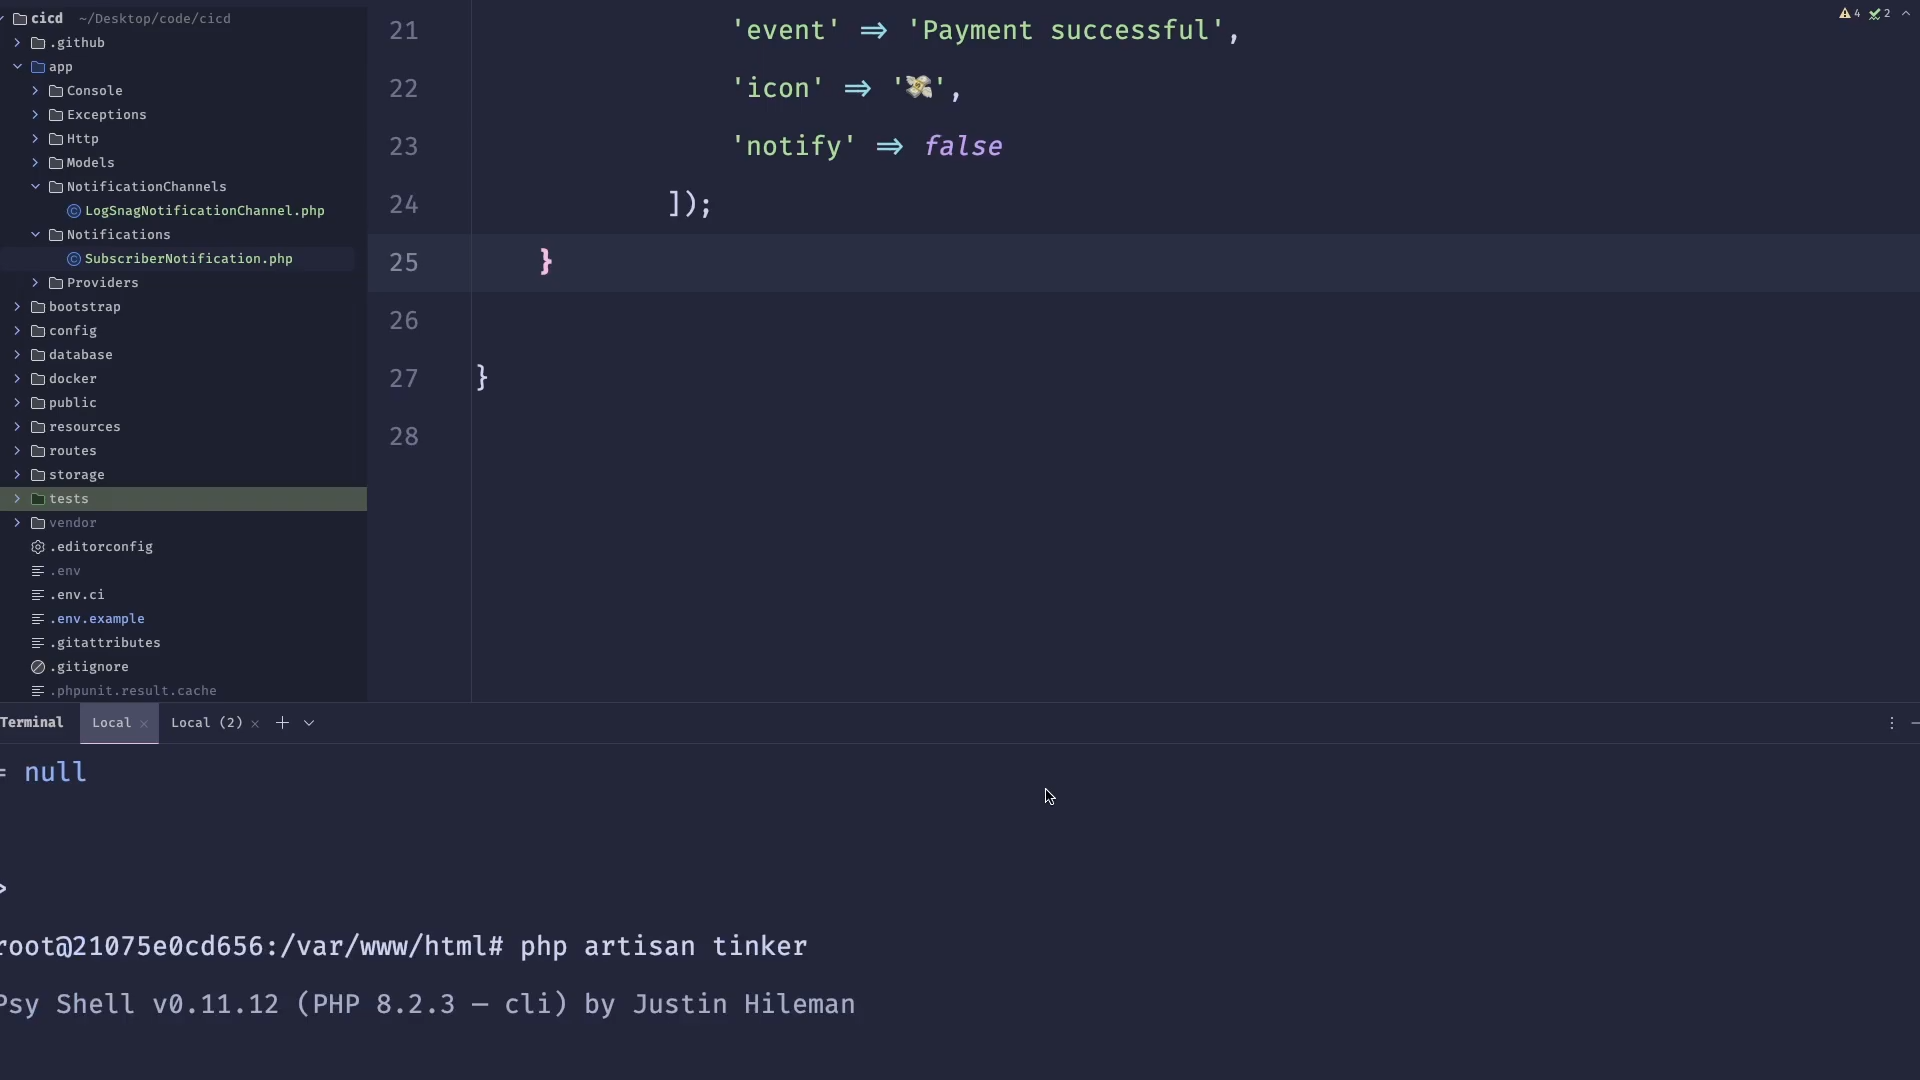 cicd ~/Desktop/code/cicd
.github
app
Console
Exceptions
Http
Models
NotificationChannels
LogSnagNotificationChannel.php
Notifications
SubscriberNotification.php
Providers
bootstrap
config
database
docker
public
resources
routes
storage
tests
vendor
.editorconfig
.env
.env.ci
.env.example
.gitattributes
.gitignore
.phpunit.result.cache
4 2
21 'event' => 'Payment successful',
22 'icon' => '💸',
23 'notify' => false
24 ]);
25 }
26
27 }
28
Terminal Local × Local (2) ×
= null
>
root@21075e0cd656:/var/www/html# php artisan tinker
Psy Shell v0.11.12 (PHP 8.2.3 — cli) by Justin Hileman